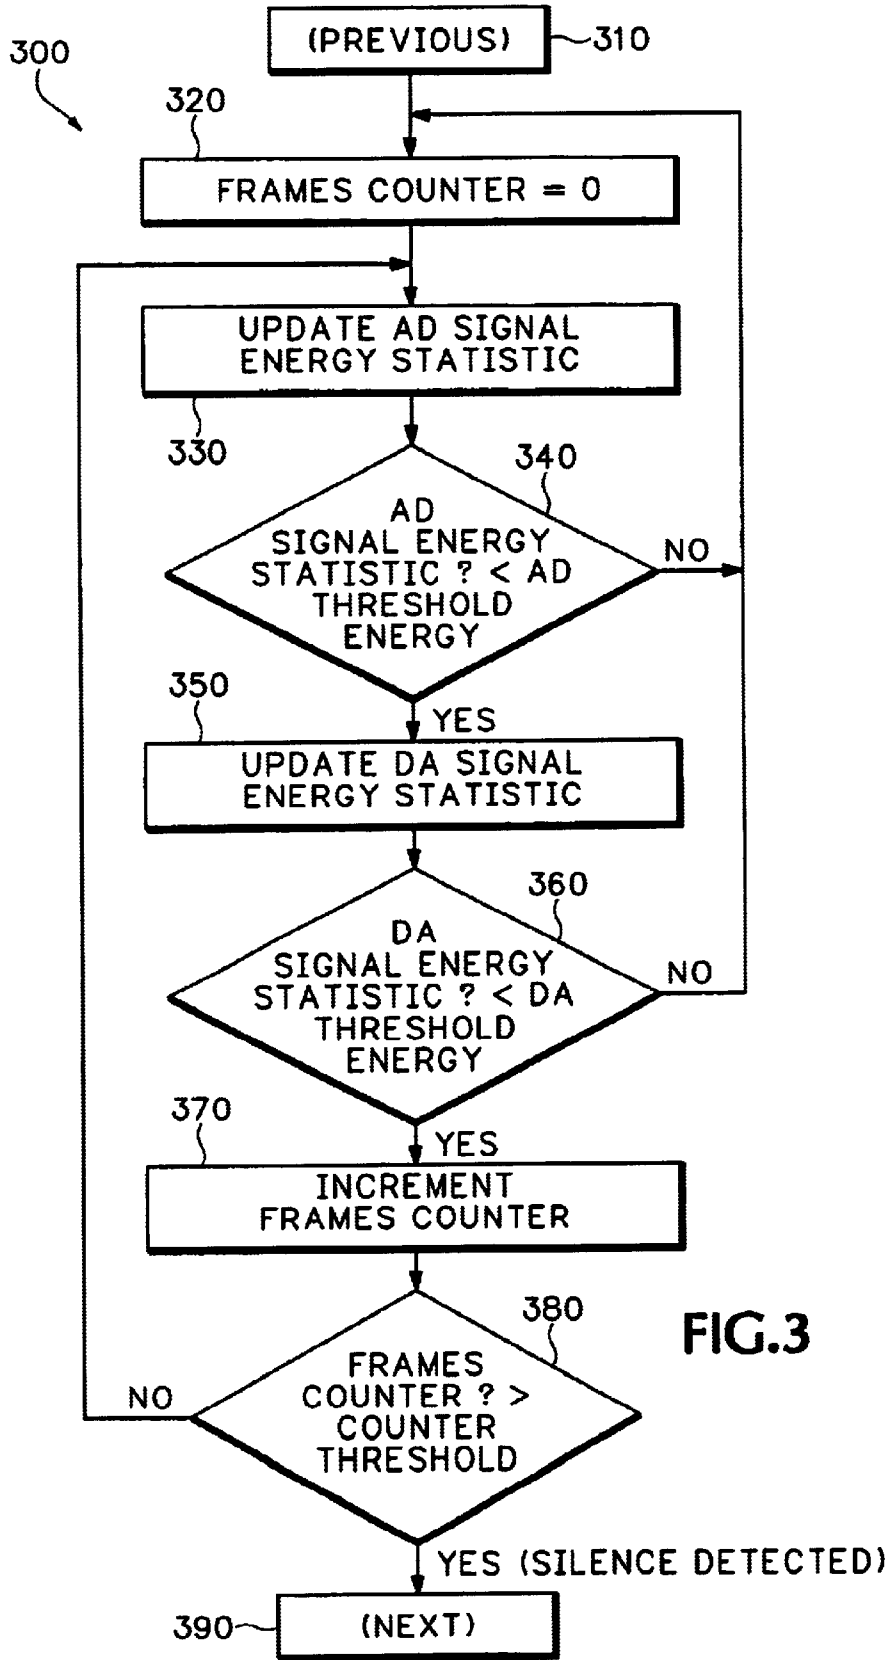 (PREVIOUS)
310
300
320
FRAMES COUNTER = 0
UPDATE AD SIGNAL
ENERGY STATISTIC
330
340
AD
SIGNAL ENERGY
STATISTIC ? < AD
THRESHOLD
ENERGY
NO
YES
350
UPDATE DA SIGNAL
ENERGY STATISTIC
360
DA
SIGNAL ENERGY
STATISTIC ? < DA
THRESHOLD
ENERGY
NO
YES
370
INCREMENT
FRAMES COUNTER
380
FIG.3
FRAMES
COUNTER ? >
COUNTER
THRESHOLD
NO
YES (SILENCE DETECTED)
390
(NEXT)